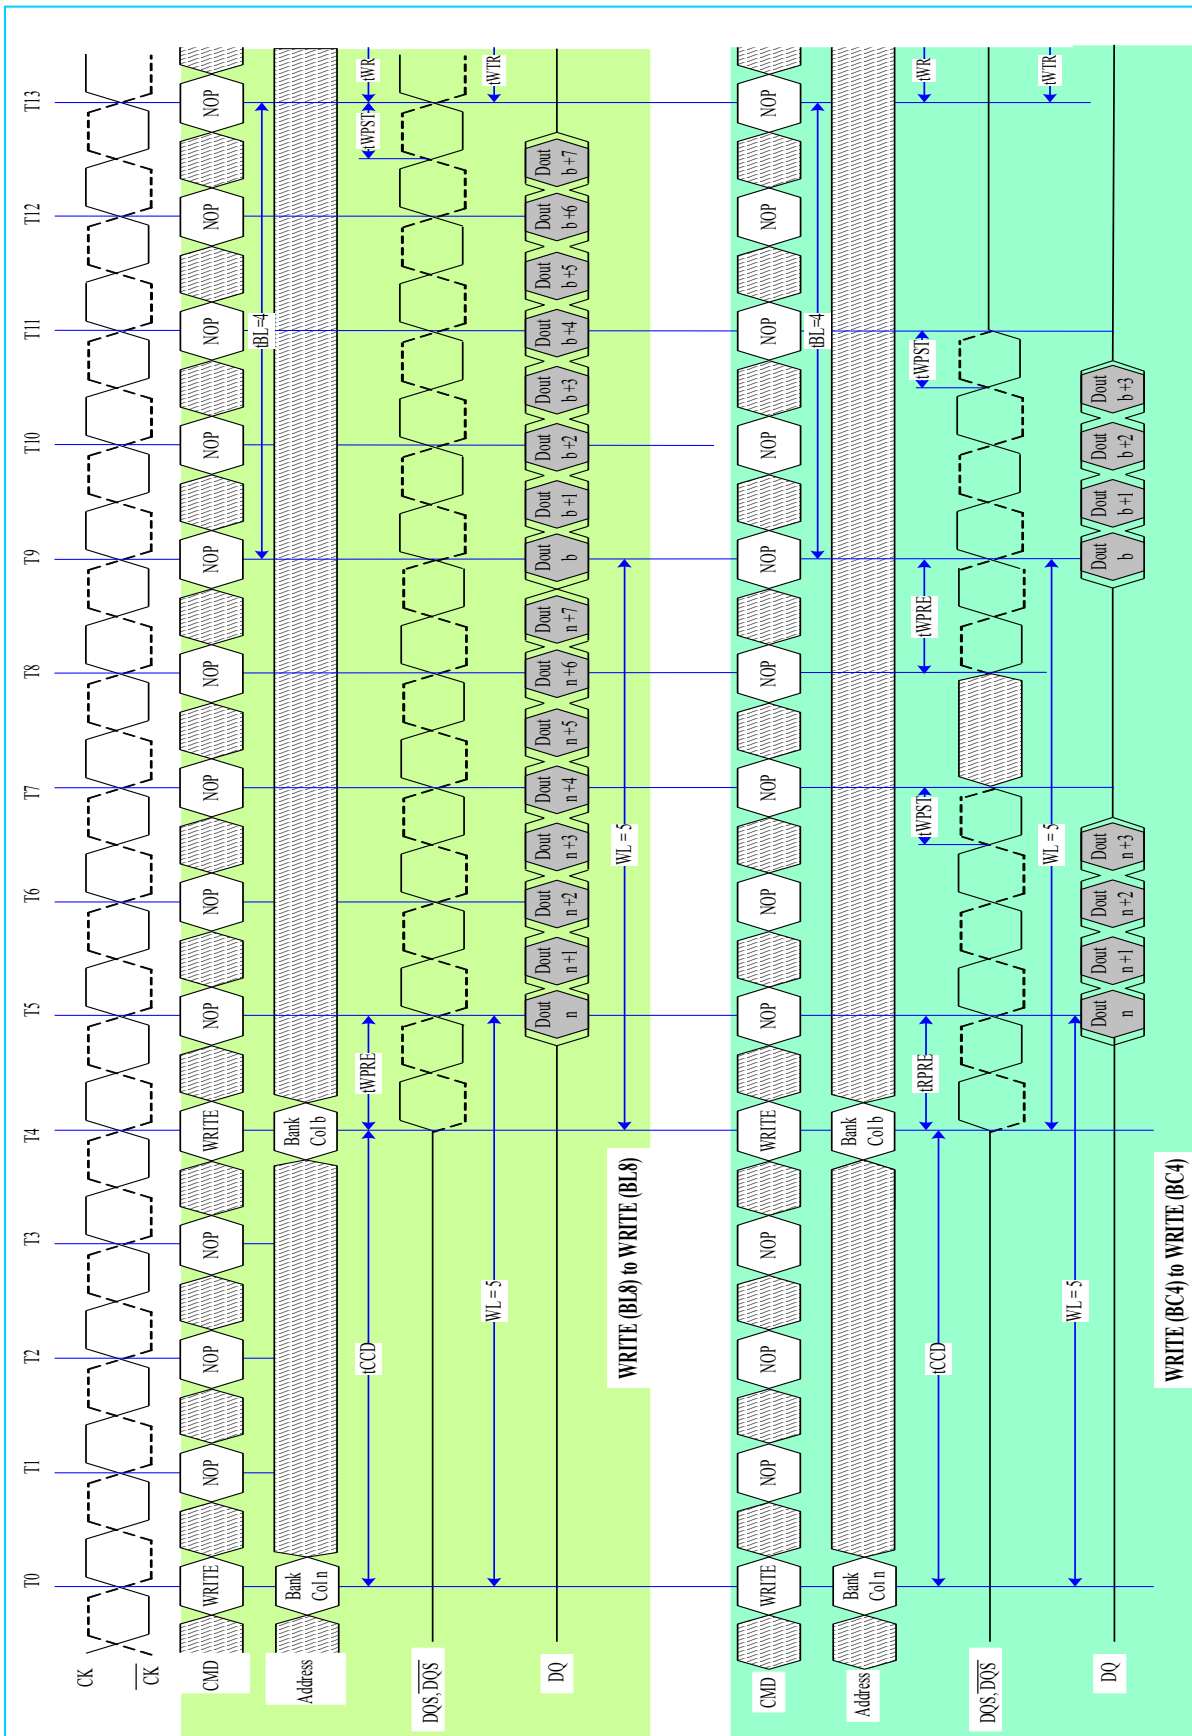 T0 T1 T2 T3 T4 T5 T6 T7 T8 T9 T10 T11 T12 T13
CK
CK
CMD WRITE NOP NOP NOP WRITE NOP NOP NOP NOP NOP NOP NOP NOP NOP
tBL=4
Address
Bank
Col n
Bank
Col b
tCCD tWPRE tWPST tWR
DQS, DQS
WL = 5 tWTR
DQ
Dout
n
Dout
n+1
Dout
n+2
Dout
n+3
Dout
n+4
Dout
n+5
Dout
n+6
Dout
n+7
Dout
b
Dout
b+1
Dout
b+2
Dout
b+3
Dout
b+4
Dout
b+5
Dout
b+6
Dout
b+7
WL = 5
WRITE (BL8) to WRITE (BL8)
CMD WRITE NOP NOP NOP WRITE NOP NOP NOP NOP NOP NOP NOP NOP NOP
tBL=4
Address
Bank
Col n
Bank
Col b
tCCD tRPRE tWPST tWPRE tWPST tWR
DQS, DQS
WL = 5 tWTR
WL = 5
DQ
Dout
n
Dout
n+1
Dout
n+2
Dout
n+3
Dout
b
Dout
b+1
Dout
b+2
Dout
b+3
WRITE (BC4) to WRITE (BC4)